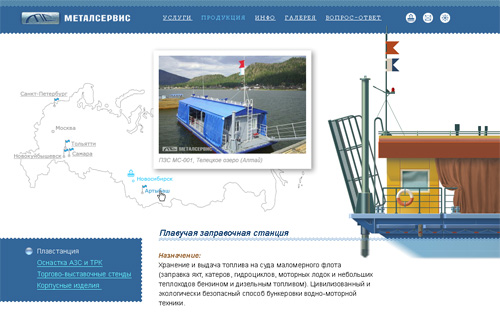 МЕТАЛСЕРВИС
УСЛУГИ ПРОДУКЦИЯ ИНФО ГАЛЕРЕЯ ВОПРОС-ОТВЕТ
Санкт-Петербург
Москва
Тольятти
Новокуйбышевск
Самара
Новосибирск
Артыбаш
МЕТАЛСЕРВИС
ПЗС МС-001, Телецкое озеро (Алтай)
Плавстанция
Оснастка АЗС и ТРК
Торгово-выставочные стенды
Корпусные изделия
Плавучая заправочная станция
Назначение:
Хранение и выдача топлива на суда маломерного флота
(заправка яхт, катеров, гидроциклов, моторных лодок и небольших
теплоходов бензином и дизельным топливом). Цивилизованный и
экологически безопасный способ бункеровки водно-моторной
техники.